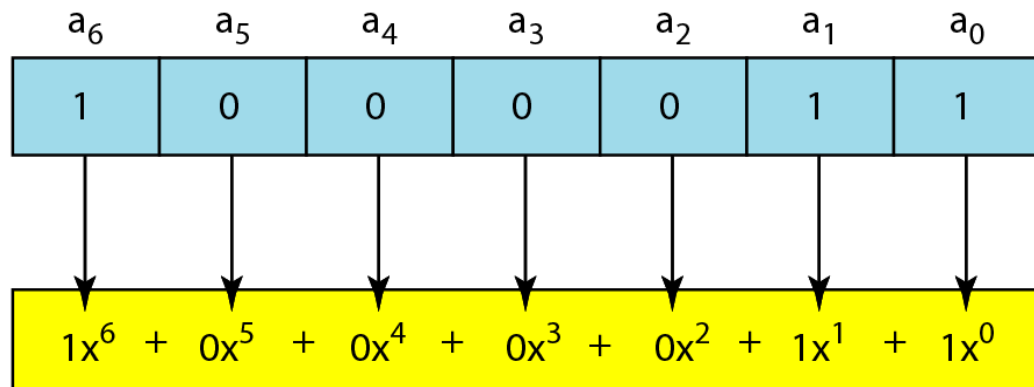 a₆ a₅ a₄ a₃ a₂ a₁ a₀
1 0 0 0 0 1 1
1x⁶ + 0x⁵ + 0x⁴ + 0x³ + 0x² + 1x¹ + 1x⁰